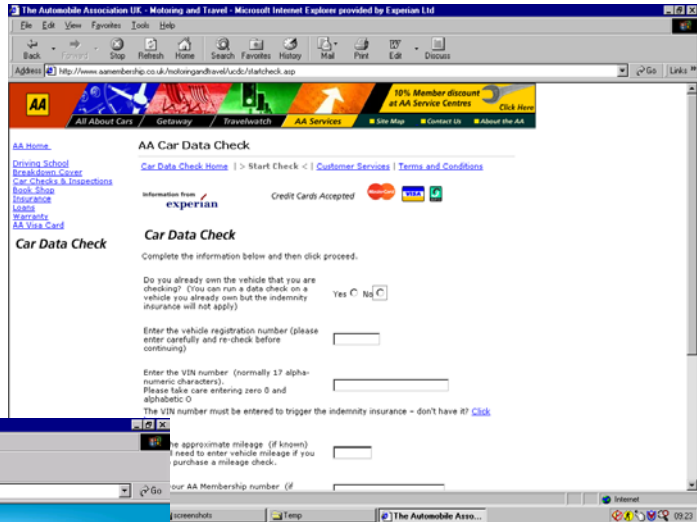 The Automobile Association UK - Motoring and Travel - Microsoft Internet Explorer provided by Experian Ltd
File Edit View Favorites Tools Help
Back Forward Stop Refresh Home Search Favorites History Mail Print Edit Discuss
Address http://www.aamembership.co.uk/motoringandtravel/ucdc/startcheck.asp Go Links »
AA
10% Member discount
at AA Service Centres
Click Here
All About Cars / Getaway / Travelwatch / AA Services Site Map Contact Us About the AA
AA Home
Driving School
Breakdown Cover
Car Checks & Inspections
Book Shop
Insurance
Loans
Warranty
AA Visa Card
Car Data Check
AA Car Data Check
Car Data Check Home | > Start Check < | Customer Services | Terms and Conditions
Information from
experian
Credit Cards Accepted
VISA
Car Data Check
Complete the information below and then click proceed.
Do you already own the vehicle that you are
checking? (You can run a data check on a
vehicle you already own but the indemnity
insurance will not apply)
Yes No
Enter the vehicle registration number (please
enter carefully and re-check before
continuing)
Enter the VIN number (normally 17 alpha-
numeric characters).
Please take care entering zero 0 and
alphabetic O
The VIN number must be entered to trigger the indemnity insurance - don't have it? Click
approximate mileage (if known)
need to enter vehicle mileage if you
purchase a mileage check.
our AA Membership number (if
Go
Internet
screenshots Temp The Automobile Asso... 09:23